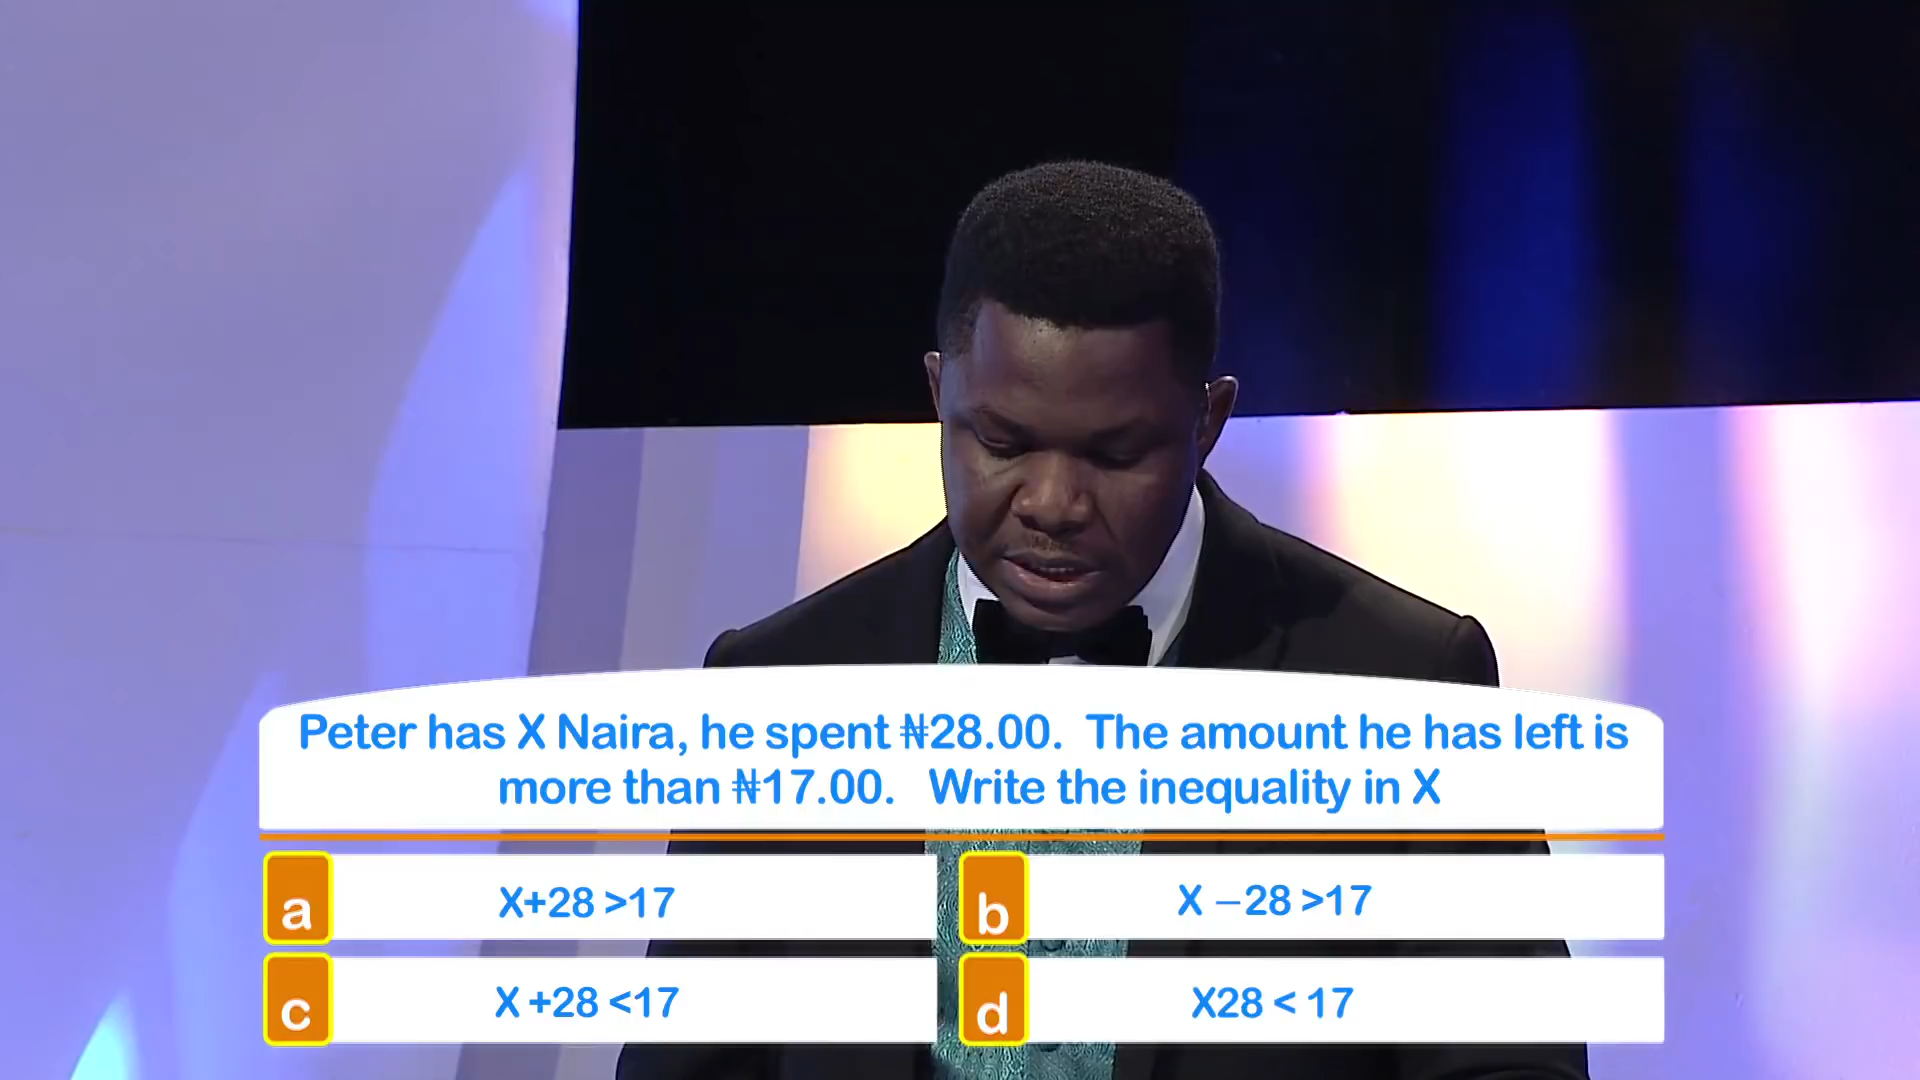 Peter has X Naira, he spent ₦28.00. The amount he has left is
more than ₦17.00. Write the inequality in X
a X+28 >17
b X –28 >17
c X +28 <17
d X28 < 17